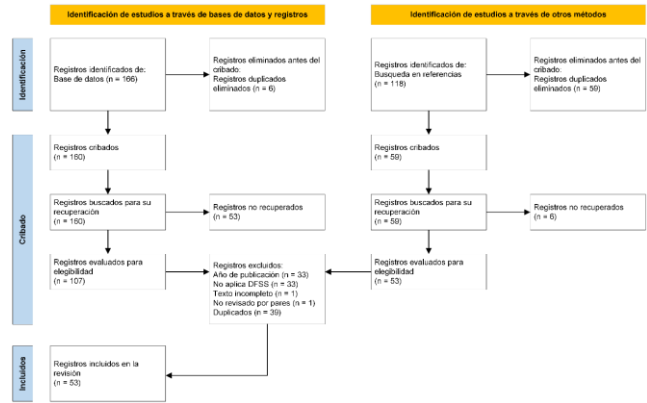 Identificación de estudios a través de bases de datos y registros
Identificación de estudios a través de otros métodos
Identificación
Registros identificados de:
Base de datos (n = 166)
Registros eliminados antes del
cribado:
Registros duplicados
eliminados (n = 6)
Registros identificados de:
Busqueda en referencias
(n = 118)
Registros eliminados antes del
cribado:
Registros duplicados
eliminados (n = 59)
Cribado
Registros cribados
(n = 160)
Registros cribados
(n = 59)
Registros buscados para su
recuperación
(n = 160)
Registros no recuperados
(n = 53)
Registros buscados para su
recuperación
(n = 59)
Registros no recuperados
(n = 6)
Registros evaluados para
elegibilidad
(n = 107)
Registros excluidos:
Año de publicación (n = 33)
No aplica DFSS (n = 33)
Texto incompleto (n = 1)
No revisado por pares (n = 1)
Duplicados (n = 39)
Registros evaluados para
elegibilidad
(n = 53)
Incluidos
Registros incluidos en la
revisión
(n = 53)